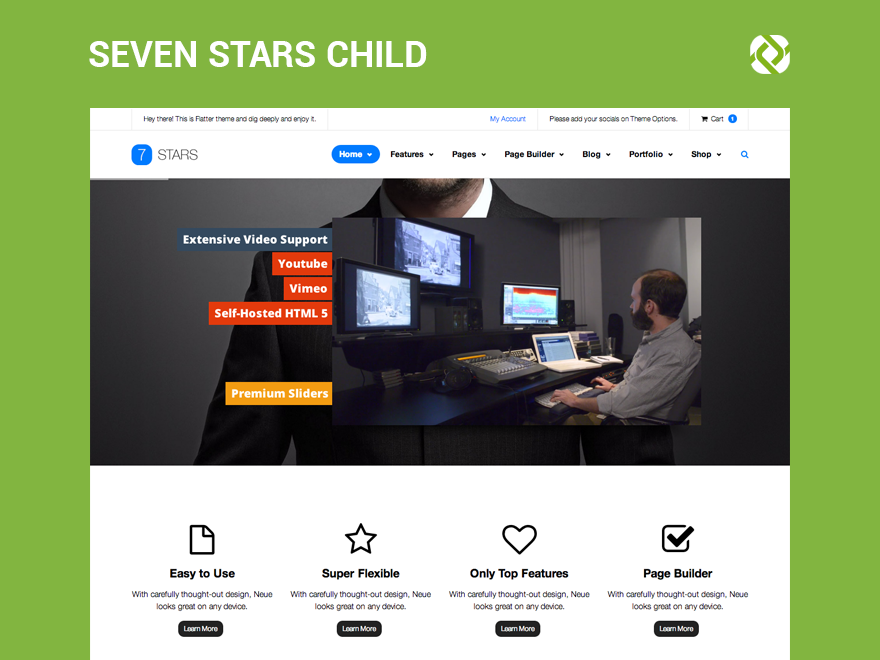 SEVEN STARS CHILD
Hey there! This is Flatter theme and dig deeply and enjoy it.
My Account
Please add your socials on Theme Options.
Cart 1
7 STARS
Home Features Pages Page Builder Blog Portfolio Shop
Extensive Video Support
Youtube
Vimeo
Self-Hosted HTML 5
Premium Sliders
Easy to Use
With carefully thought-out design, Neue
looks great on any device.
Learn More
Super Flexible
With carefully thought-out design, Neue
looks great on any device.
Learn More
Only Top Features
With carefully thought-out design, Neue
looks great on any device.
Learn More
Page Builder
With carefully thought-out design, Neue
looks great on any device.
Learn More